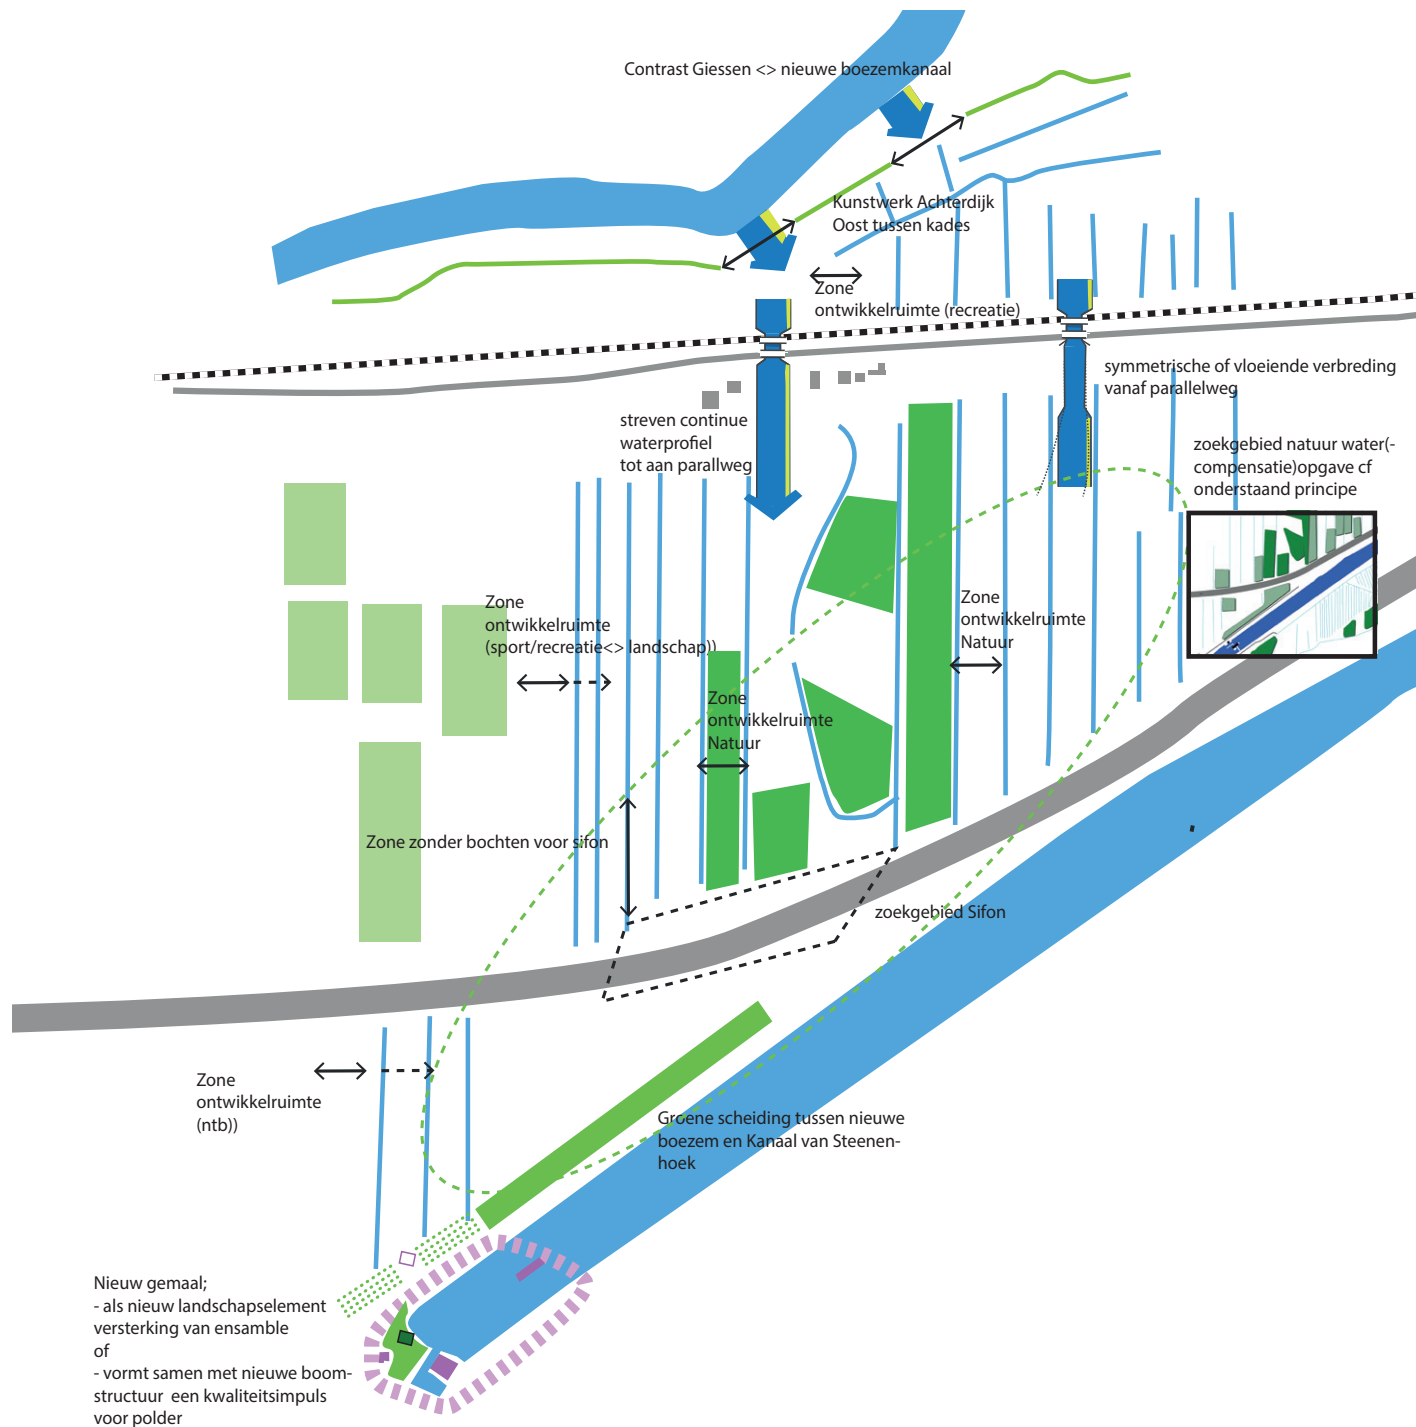 Contrast Giessen <> nieuwe boezemkanaal
Kunstwerk Achterdijk
Oost tussen kades
Zone
ontwikkelruimte (recreatie)
symmetrische of vloeiende verbreding
vanaf parallelweg
streven continue
waterprofiel
tot aan parallweg
zoekgebied natuur water(-
compensatie)opgave cf
onderstaand principe
Zone
ontwikkelruimte
(sport/recreatie<> landschap))
Zone
ontwikkelruimte
Natuur
Zone
ontwikkelruimte
Natuur
Zone zonder bochten voor sifon
zoekgebied Sifon
Zone
ontwikkelruimte
(ntb))
Groene scheiding tussen nieuwe
boezem en Kanaal van Steenen-
hoek
Nieuw gemaal;
- als nieuw landschapselement
versterking van ensamble
of
- vormt samen met nieuwe boom-
structuur een kwaliteitsimpuls
voor polder